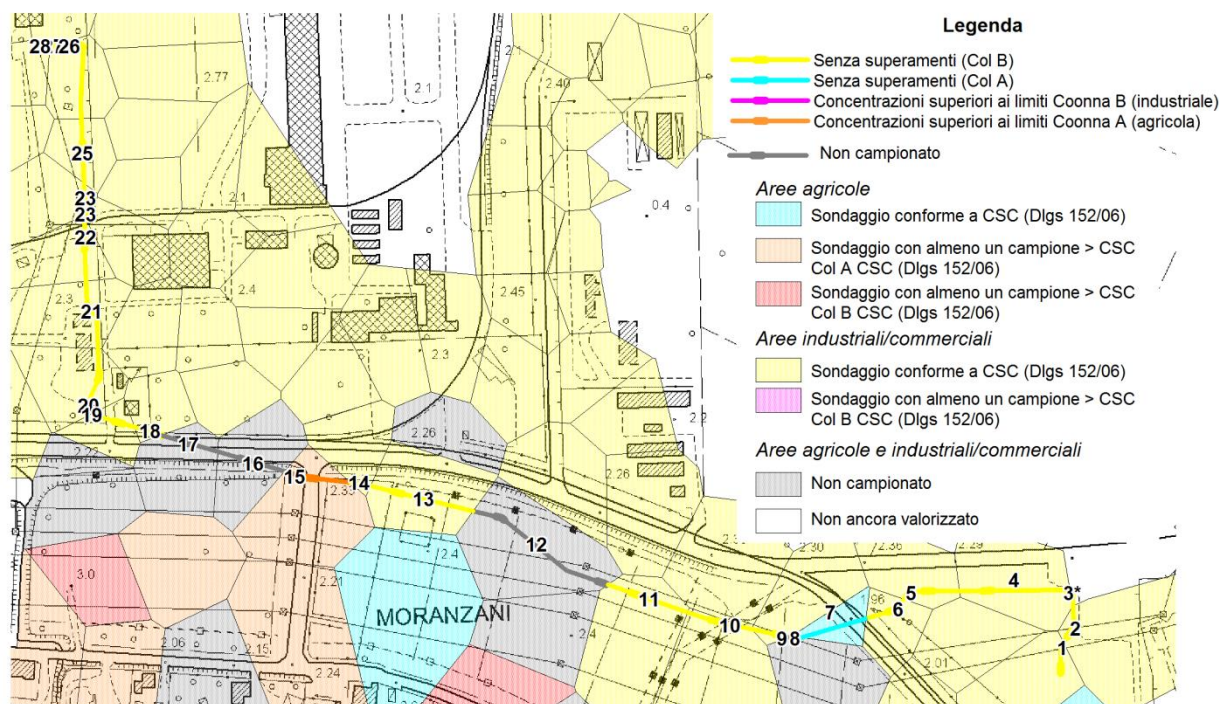 Legenda
Senza superamenti (Col B)
Senza superamenti (Col A)
Concentrazioni superiori ai limiti Coonna B (industriale)
Concentrazioni superiori ai limiti Coonna A (agricola)
Non campionato
Aree agricole
Sondaggio conforme a CSC (Dlgs 152/06)
Sondaggio con almeno un campione > CSC
Col A CSC (Dlgs 152/06)
Sondaggio con almeno un campione > CSC
Col B CSC (Dlgs 152/06)
Aree industriali/commerciali
Sondaggio conforme a CSC (Dlgs 152/06)
Sondaggio con almeno un campione > CSC
Col B CSC (Dlgs 152/06)
Aree agricole e industriali/commerciali
Non campionato
Non ancora valorizzato
26
2.77
2.1
2.40
25
23
23
2.1
0.4
22
2.3
2.4
2.45
21
2.3
20
19
18
17
2.26
2.2
16
15
14
13
2.26
12
2.4
3.0
2.21
MORANZANI
2.30
2.36
2.29
11
5
4
3*
7
96
6
10
9
8
2
1
2.4
2.06
2.15
2.24
2.01